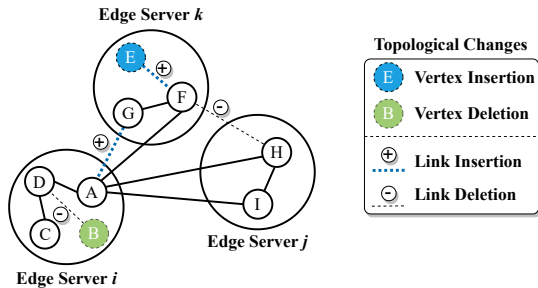 Edge Server k
E
+
F
-
G
+
H
D
A
-
I
C
B
Edge Server j
Edge Server i
Topological Changes
E Vertex Insertion
B Vertex Deletion
+ Link Insertion
- Link Deletion